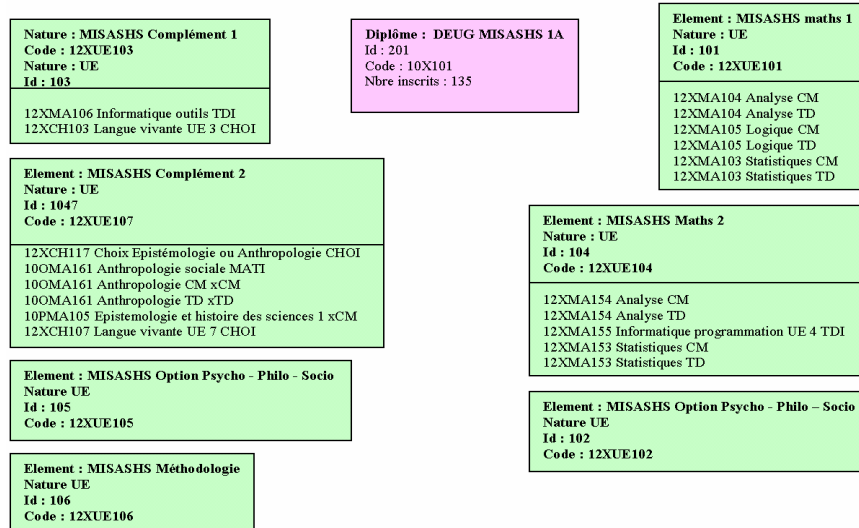 Nature : MISASHS Complément 1
Code : 12XUE103
Nature : UE
Id : 103
12XMA106 Informatique outils TDI
12XCH103 Langue vivante UE 3 CHOI
Diplôme : DEUG MISASHS 1A
Id : 201
Code : 10X101
Nbre inscrits : 135
Element : MISASHS maths 1
Nature : UE
Id : 101
Code : 12XUE101
12XMA104 Analyse CM
12XMA104 Analyse TD
12XMA105 Logique CM
12XMA105 Logique TD
12XMA103 Statistiques CM
12XMA103 Statistiques TD
Element : MISASHS Complément 2
Nature : UE
Id : 1047
Code : 12XUE107
12XCH117 Choix Epistémologie ou Anthropologie CHOI
10OMA161 Anthropologie sociale MATI
10OMA161 Anthropologie CM xCM
10OMA161 Anthropologie TD xTD
10PMA105 Epistemologie et histoire des sciences 1 xCM
12XCH107 Langue vivante UE 7 CHOI
Element : MISASHS Maths 2
Nature : UE
Id : 104
Code : 12XUE104
12XMA154 Analyse CM
12XMA154 Analyse TD
12XMA155 Informatique programmation UE 4 TDI
12XMA153 Statistiques CM
12XMA153 Statistiques TD
Element : MISASHS Option Psycho - Philo - Socio
Nature UE
Id : 105
Code : 12XUE105
Element : MISASHS Option Psycho - Philo – Socio
Nature UE
Id : 102
Code : 12XUE102
Element : MISASHS Méthodologie
Nature UE
Id : 106
Code : 12XUE106